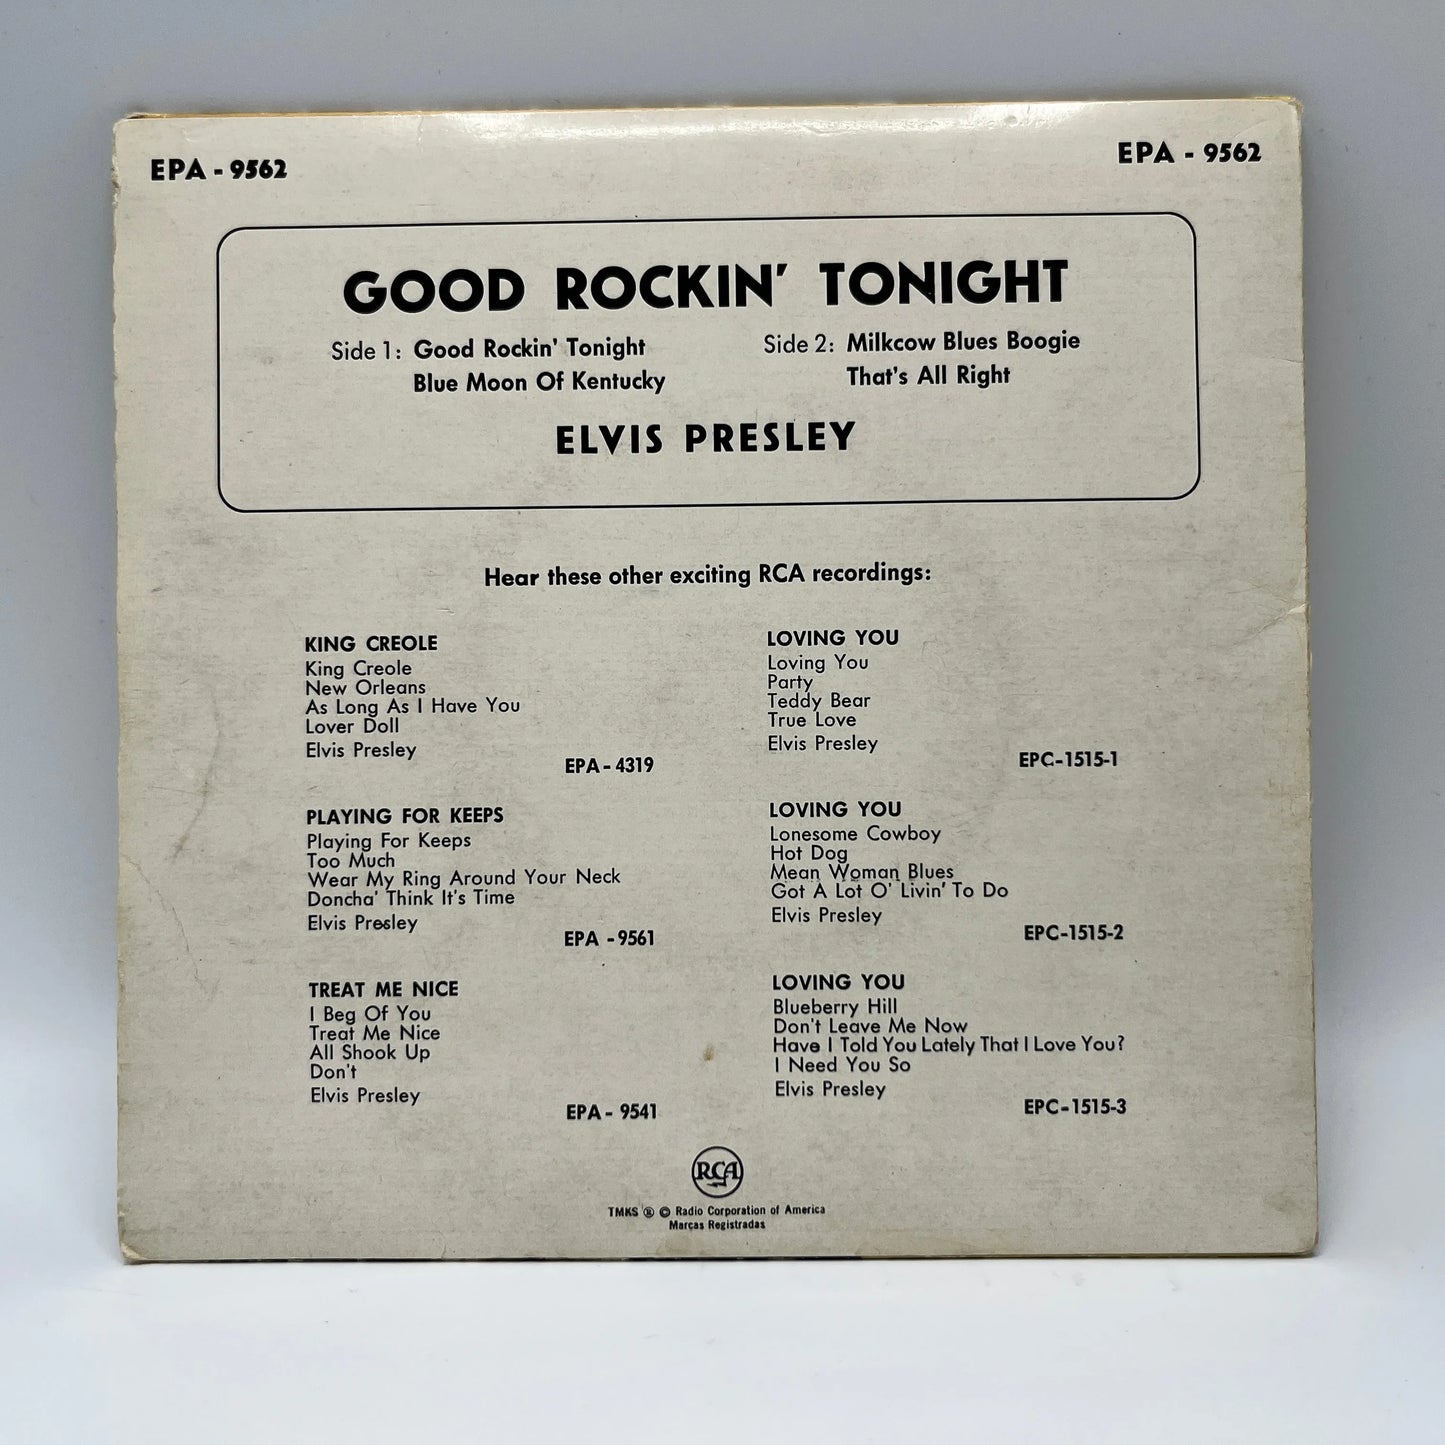 EPA - 9562
EPA - 9562
GOOD ROCKIN' TONIGHT
Side 1: Good Rockin' Tonight
Blue Moon Of Kentucky
Side 2: Milkcow Blues Boogie
That's All Right
ELVIS PRESLEY
Hear these other exciting RCA recordings:
KING CREOLE
King Creole
New Orleans
As Long As I Have You
Lover Doll
Elvis Presley
EPA - 4319
PLAYING FOR KEEPS
Playing For Keeps
Too Much
Wear My Ring Around Your Neck
Doncha' Think It's Time
Elvis Presley
EPA - 9561
TREAT ME NICE
I Beg Of You
Treat Me Nice
All Shook Up
Don't
Elvis Presley
EPA - 9541
LOVING YOU
Loving You
Party
Teddy Bear
True Love
Elvis Presley
EPC-1515-1
LOVING YOU
Lonesome Cowboy
Hot Dog
Mean Woman Blues
Got A Lot O' Livin' To Do
Elvis Presley
EPC-1515-2
LOVING YOU
Blueberry Hill
Don't Leave Me Now
Have I Told You Lately That I Love You?
I Need You So
Elvis Presley
EPC-1515-3
RCA
TMKS ® © Radio Corporation of America
Marcas Registradas